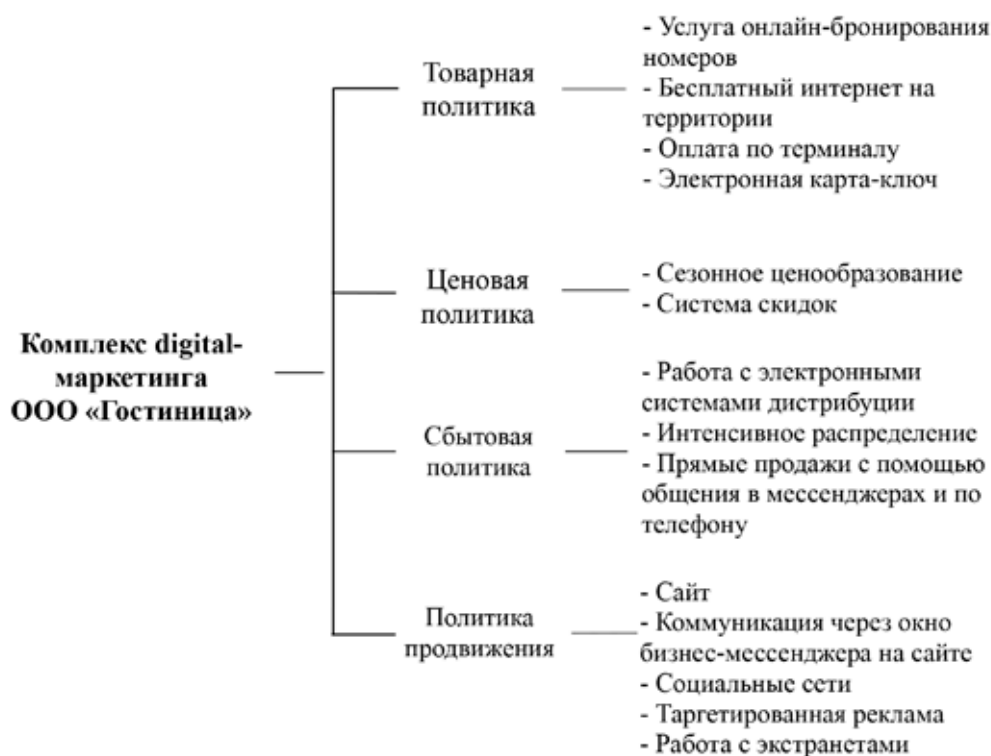 Комплекс digital-
маркетинга
ООО «Гостиница»
Товарная
политика
- Услуга онлайн-бронирования
номеров
- Бесплатный интернет на
территории
- Оплата по терминалу
- Электронная карта-ключ
Ценовая
политика
- Сезонное ценообразование
- Система скидок
Сбытовая
политика
- Работа с электронными
системами дистрибуции
- Интенсивное распределение
- Прямые продажи с помощью
общения в мессенджерах и по
телефону
Политика
продвижения
- Сайт
- Коммуникация через окно
бизнес-мессенджера на сайте
- Социальные сети
- Таргетированная реклама
- Работа с экстранетами